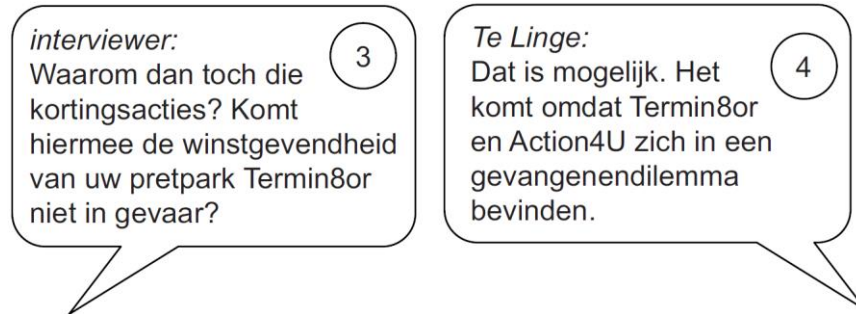 interviewer:
3
Waarom dan toch die
kortingsacties? Komt
hiermee de winstgevendheid
van uw pretpark Termin8or
niet in gevaar?
Te Linge:
4
Dat is mogelijk. Het
komt omdat Termin8or
en Action4U zich in een
gevangenendilemma
bevinden.